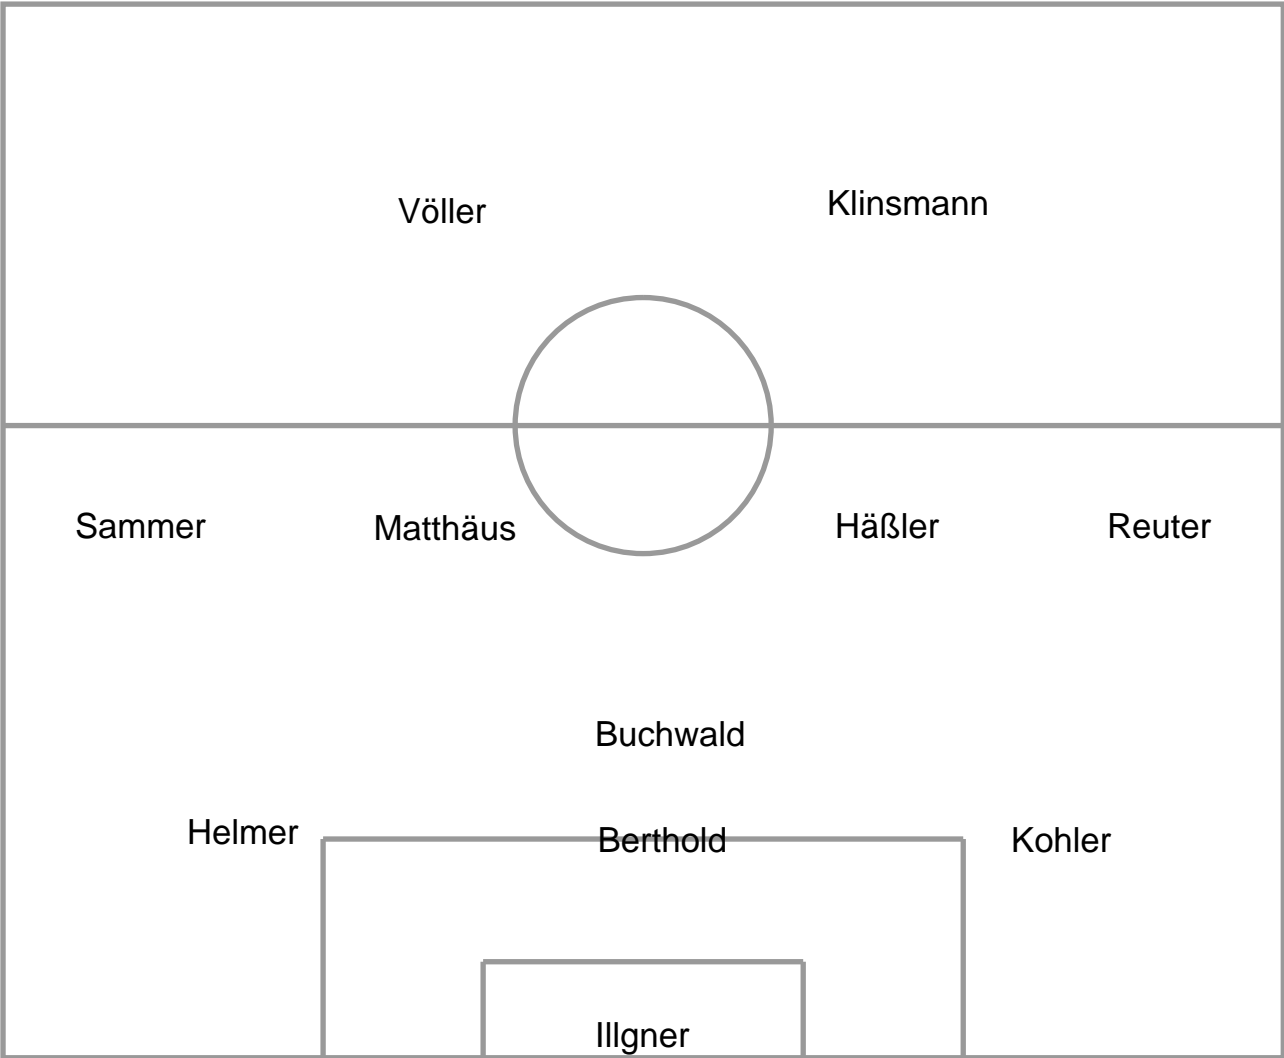 Völler
Klinsmann
Sammer
Matthäus
Häßler
Reuter
Buchwald
Helmer
Berthold
Kohler
Illgner